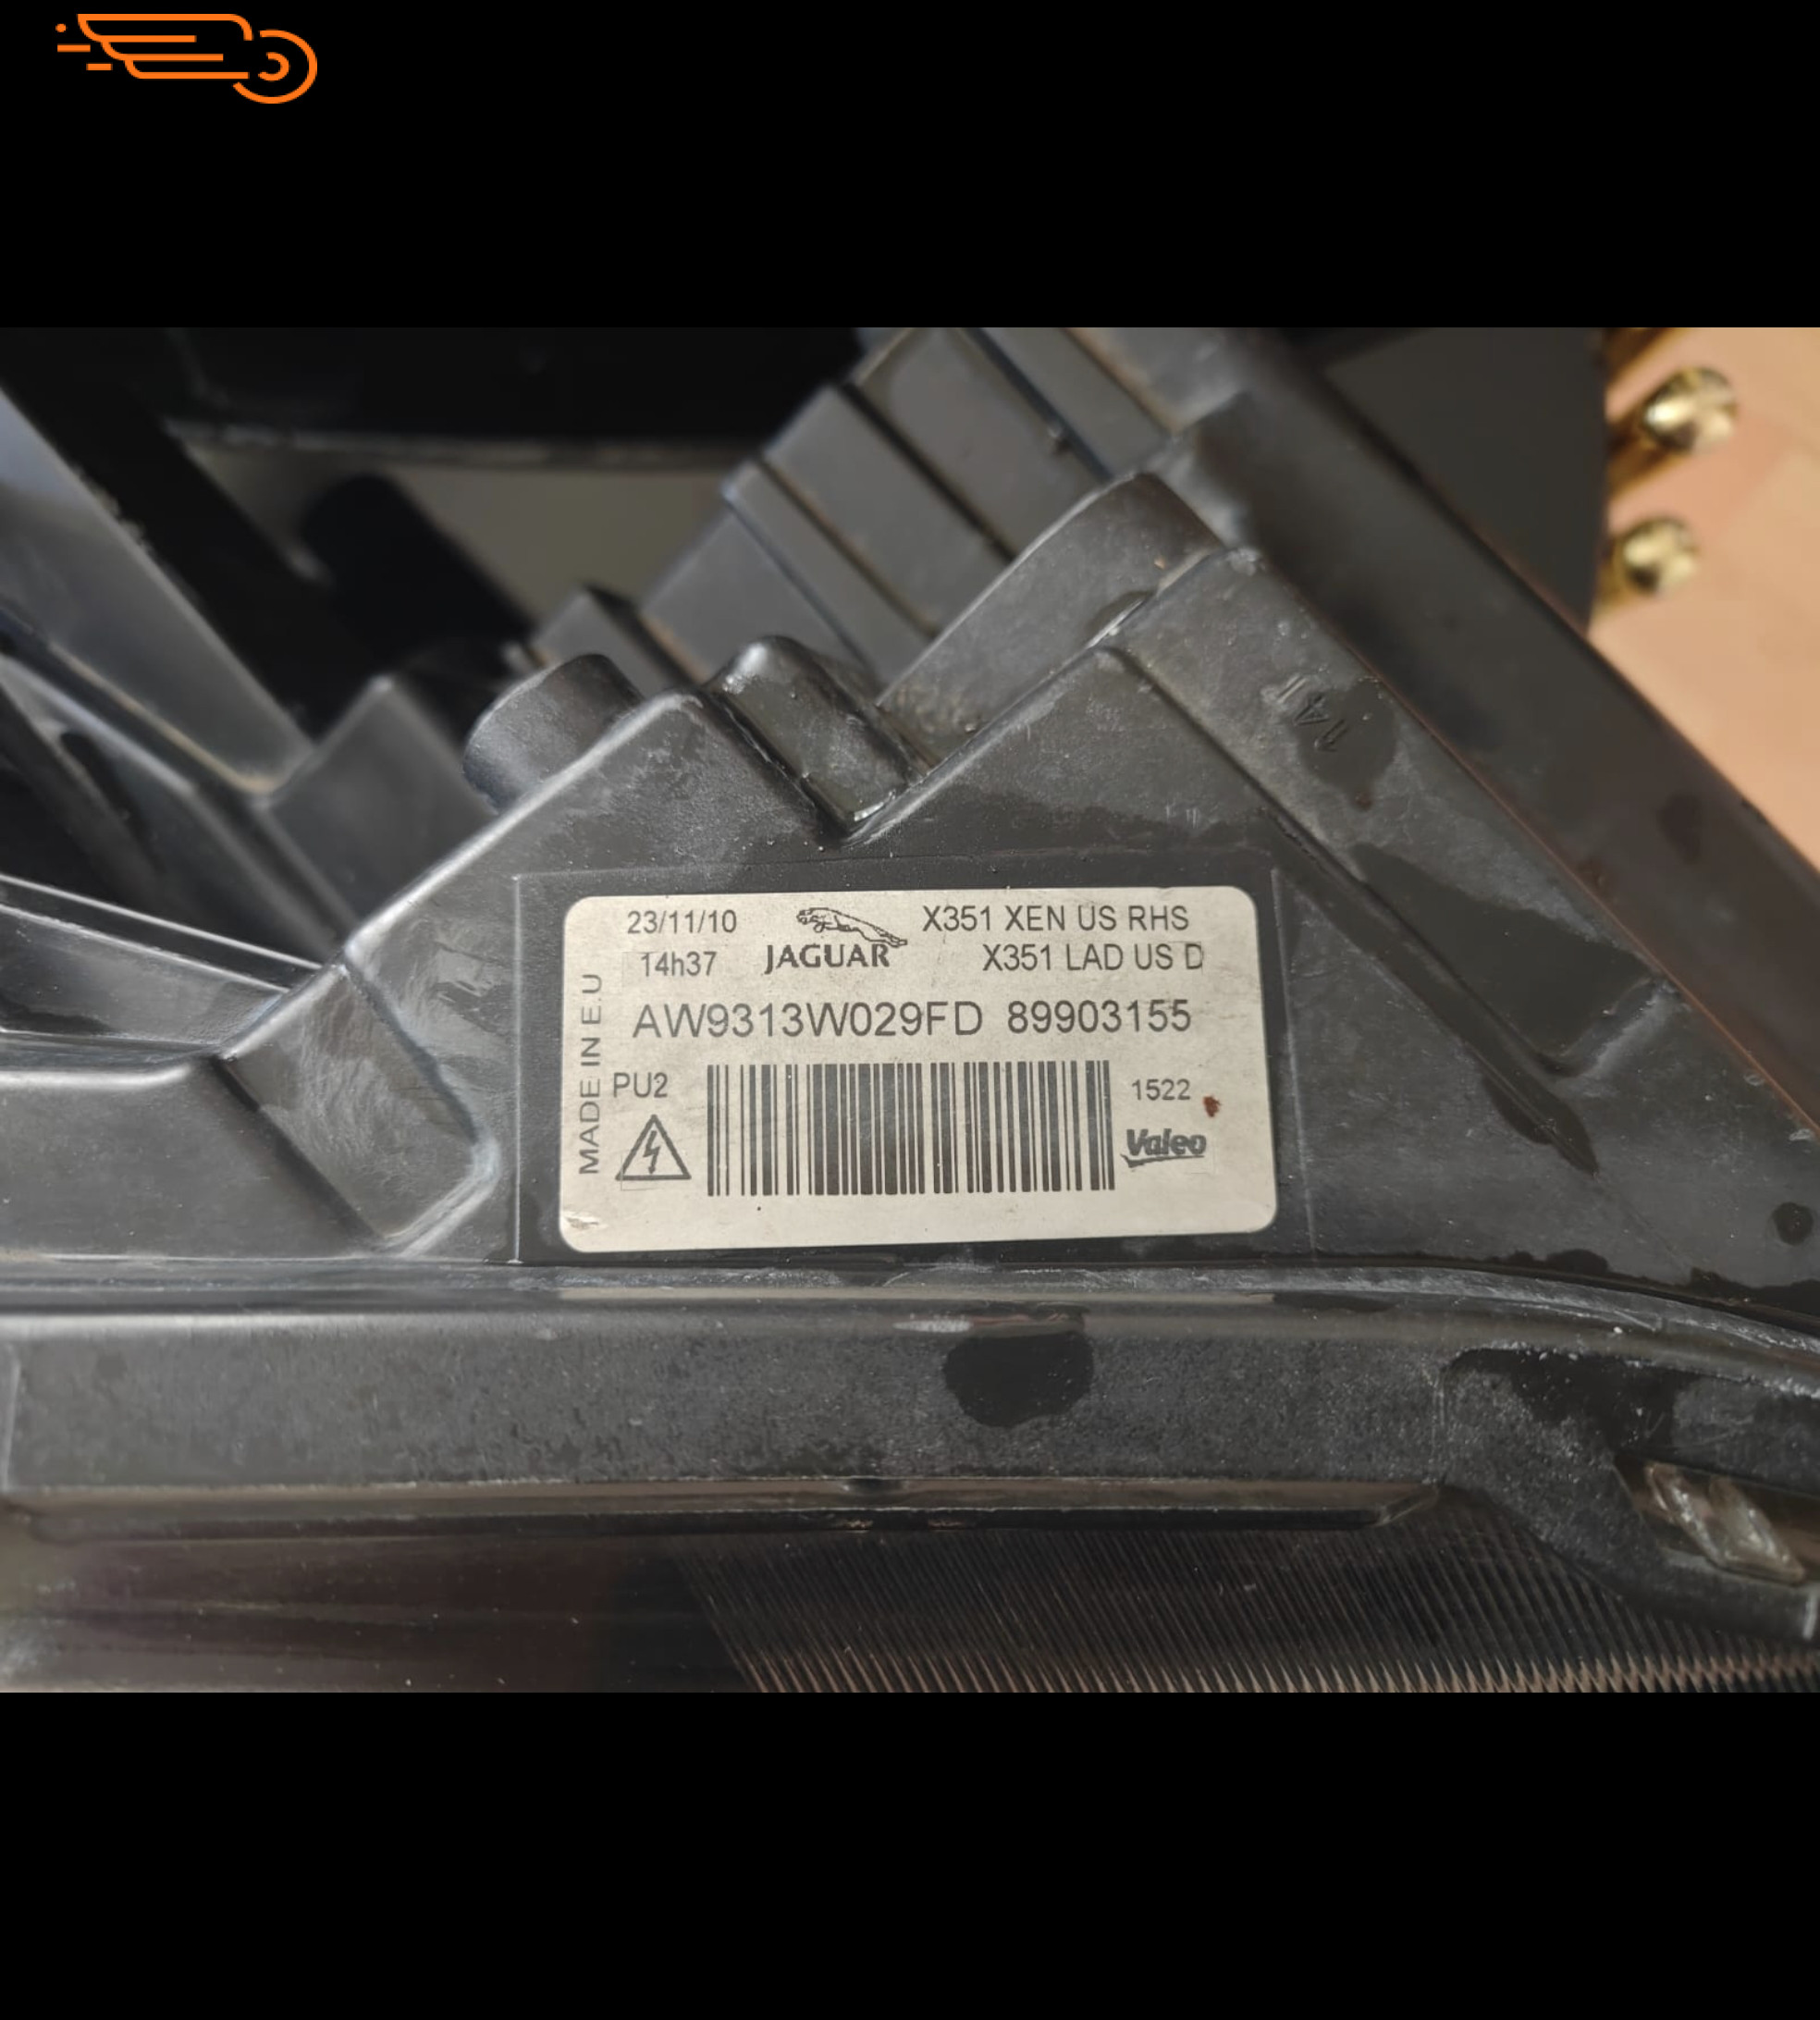 23/11/10
14h37
JAGUAR
X351 XEN US RHS
X351 LAD US D
AW9313W029FD 89903155
MADE IN E.U
PU2
1522
Valeo